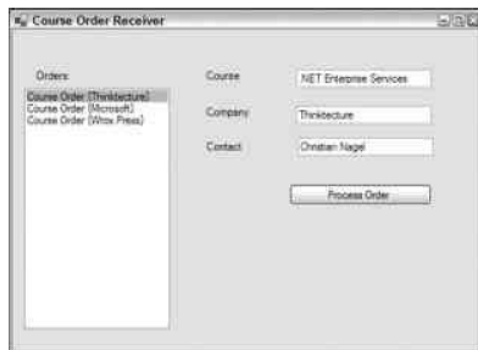 Course Order Receiver
Orders
Course Order [Thinktecture]
Course Order [Microsoft]
Course Order [Wrox Press]
Course
.NET Enterprise Services
Company
Thinktecture
Contact
Christian Nagel
Process Order